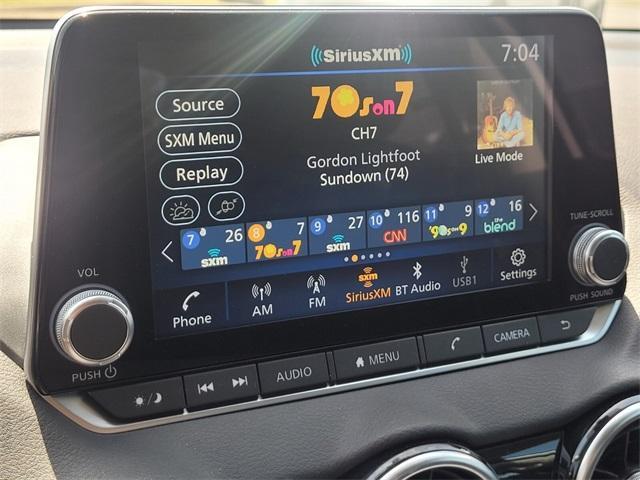 ((SiriusXM))
7:04
Source
SXM Menu
Replay
70s on 7
CH7
Gordon Lightfoot
Sundown (74)
Live Mode
7 26 sxm
8 7 70s on 7
9 27 sxm
10 116 CNN
11 9 '90s on 9
12 16 the blend
Phone
AM
FM
sxm
SiriusXM
BT Audio
USB1
Settings
VOL
PUSH
TUNE·SCROLL
PUSH SOUND
AUDIO
MENU
CAMERA